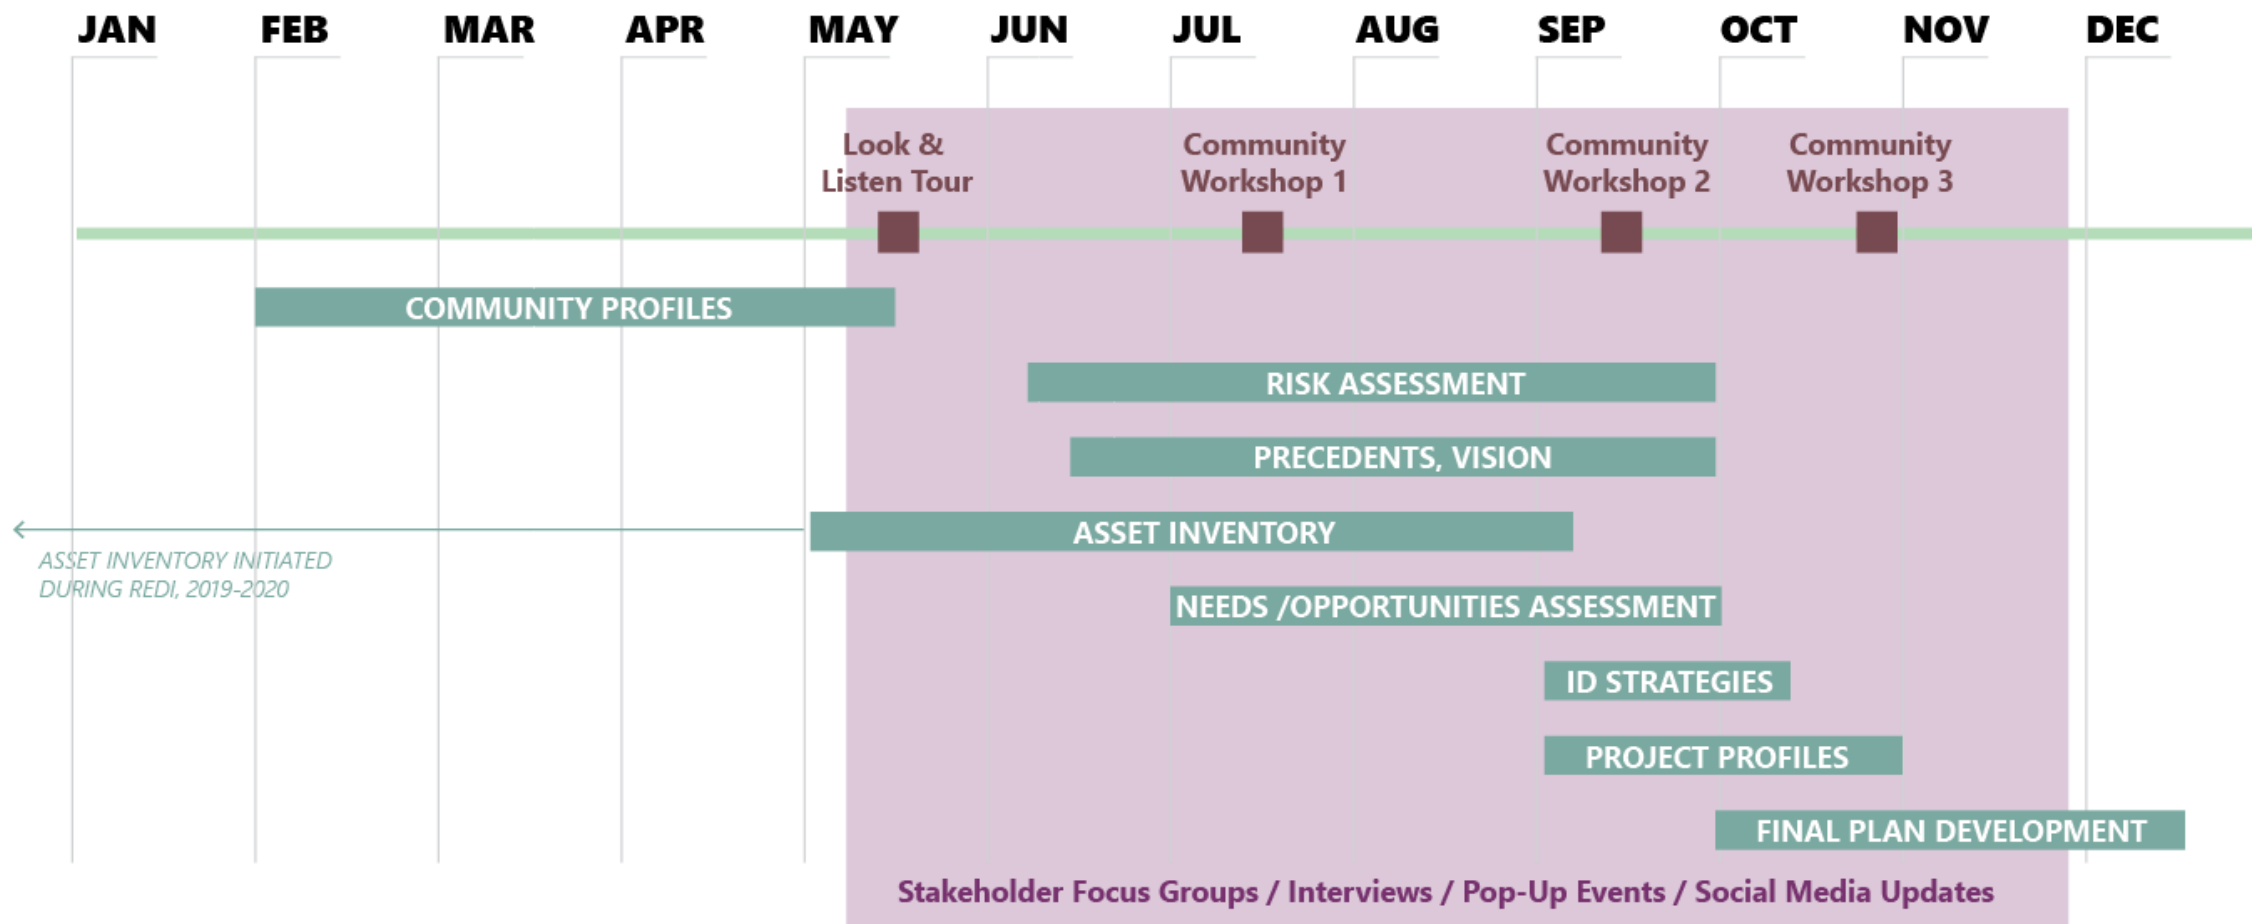 JAN FEB MAR APR MAY JUN JUL AUG SEP OCT NOV DEC
Look &
Listen Tour
Community
Workshop 1
Community
Workshop 2
Community
Workshop 3
COMMUNITY PROFILES
RISK ASSESSMENT
PRECEDENTS, VISION
ASSET INVENTORY
ASSET INVENTORY INITIATED
DURING REDI, 2019-2020
NEEDS /OPPORTUNITIES ASSESSMENT
ID STRATEGIES
PROJECT PROFILES
FINAL PLAN DEVELOPMENT
Stakeholder Focus Groups / Interviews / Pop-Up Events / Social Media Updates